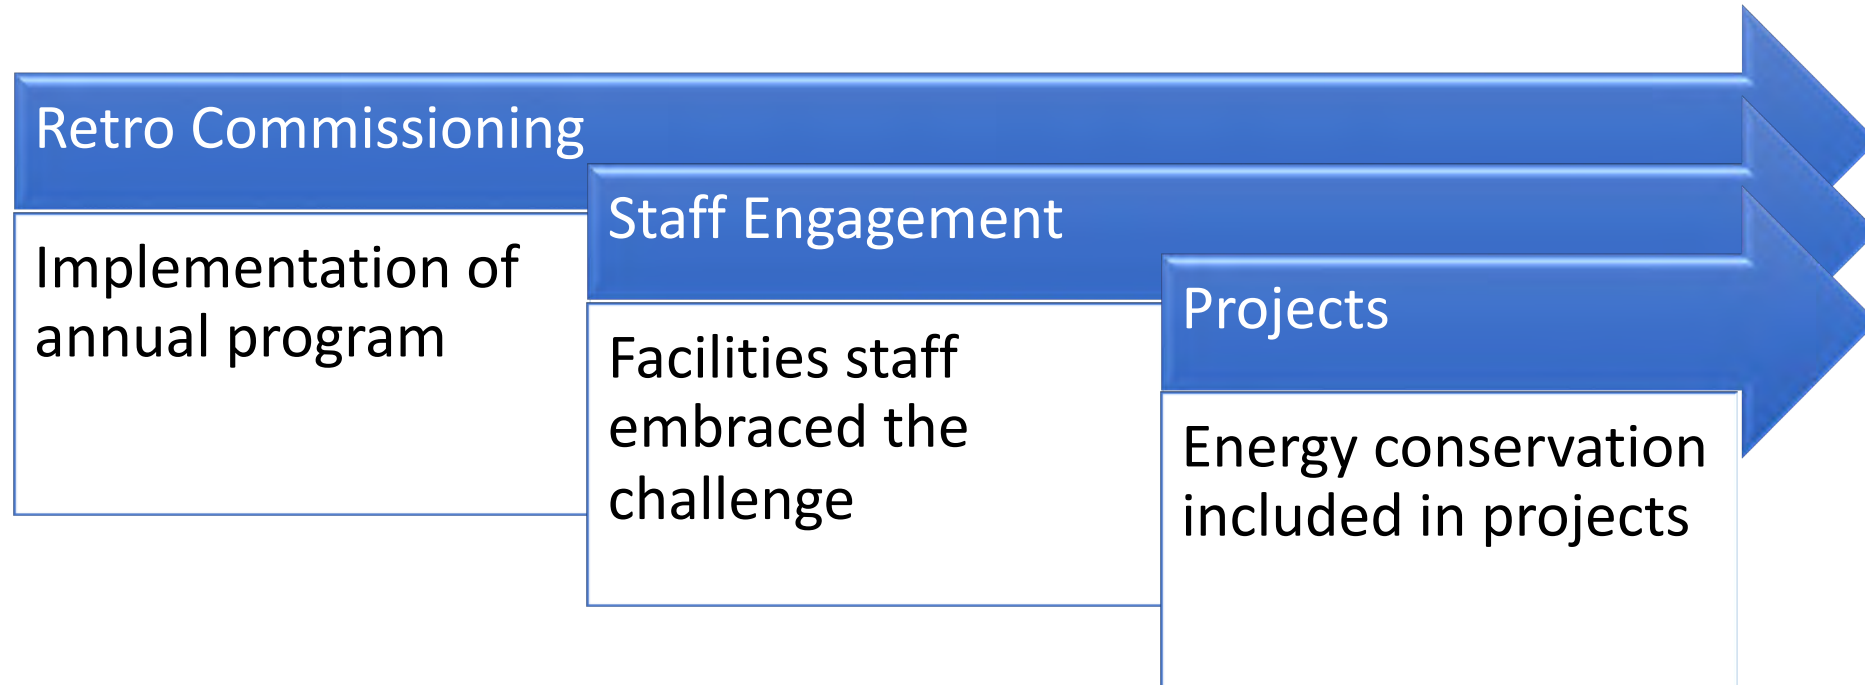 Retro Commissioning
Implementation of
annual program
Staff Engagement
Facilities staff
embraced the
challenge
Projects
Energy conservation
included in projects